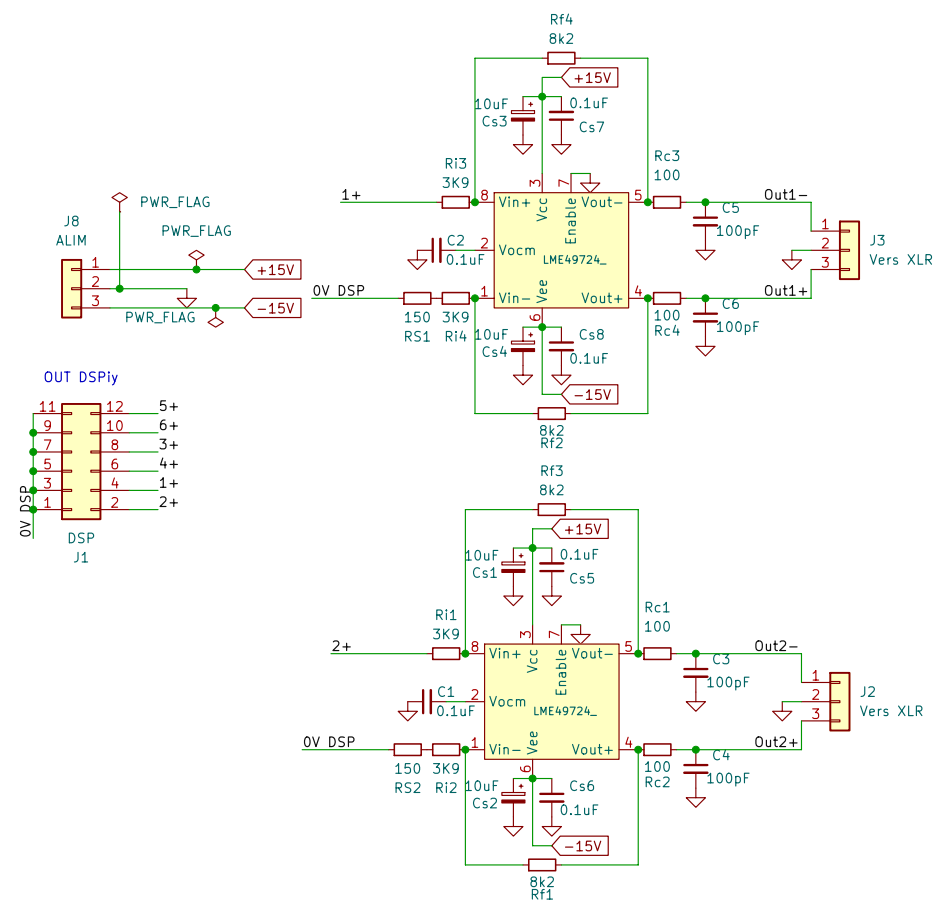 Rf4
8k2
+15V
10uF
Cs3
+
0.1uF
Cs7
Ri3
3K9
1+
8
3
7
5
Vin+
Vcc
Enable
Vout-
Rc3
100
Out1-
C5
100pF
C2
0.1uF
2
Vocm
LME49724_
0V DSP
150
RS1
3K9
Ri4
1
Vin-
Vee
6
Vout+
4
100
Rc4
Out1+
C6
100pF
1
2
3
J3
Vers XLR
10uF
Cs4
+
Cs8
0.1uF
-15V
8k2
Rf2
PWR_FLAG
PWR_FLAG
J8
ALIM
1
2
3
+15V
-15V
PWR_FLAG
OUT DSPiy
11
12
5+
9
10
6+
7
8
3+
5
6
4+
3
4
1+
1
2
2+
0V DSP
DSP
J1
Rf3
8k2
+15V
10uF
Cs1
+
0.1uF
Cs5
Ri1
3K9
2+
8
3
7
5
Vin+
Vcc
Enable
Vout-
Rc1
100
Out2-
C3
100pF
C1
0.1uF
2
Vocm
LME49724_
0V DSP
150
RS2
3K9
Ri2
1
Vin-
Vee
6
Vout+
4
100
Rc2
Out2+
C4
100pF
1
2
3
J2
Vers XLR
10uF
Cs2
+
Cs6
0.1uF
-15V
8k2
Rf1